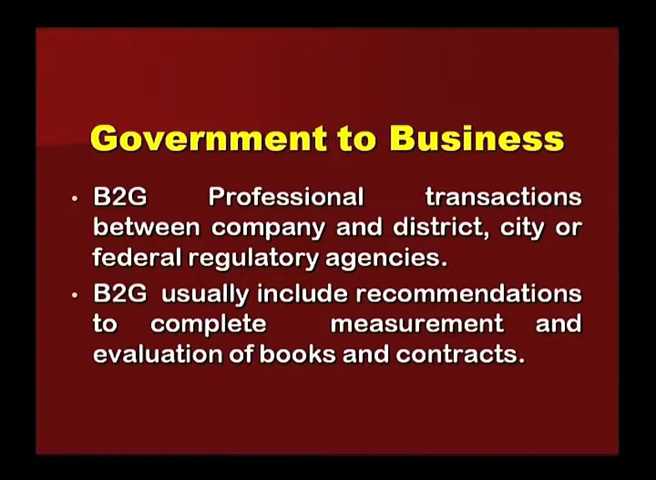 Government to Business
• B2G Professional transactions
between company and district, city or
federal regulatory agencies.
• B2G usually include recommendations
to complete measurement and
evaluation of books and contracts.